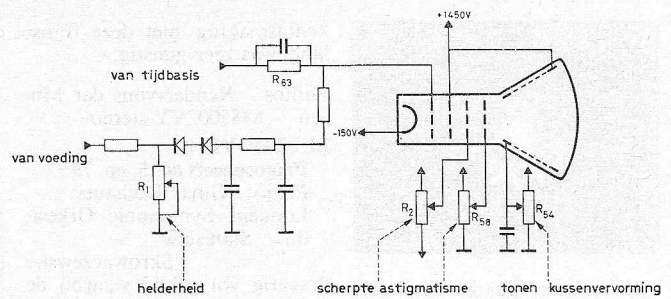 +1450V
van tijdbasis
R63
-150V
van voeding
R1
R2
R58
R54
helderheid
scherpte astigmatisme
tonen
kussenvervorming